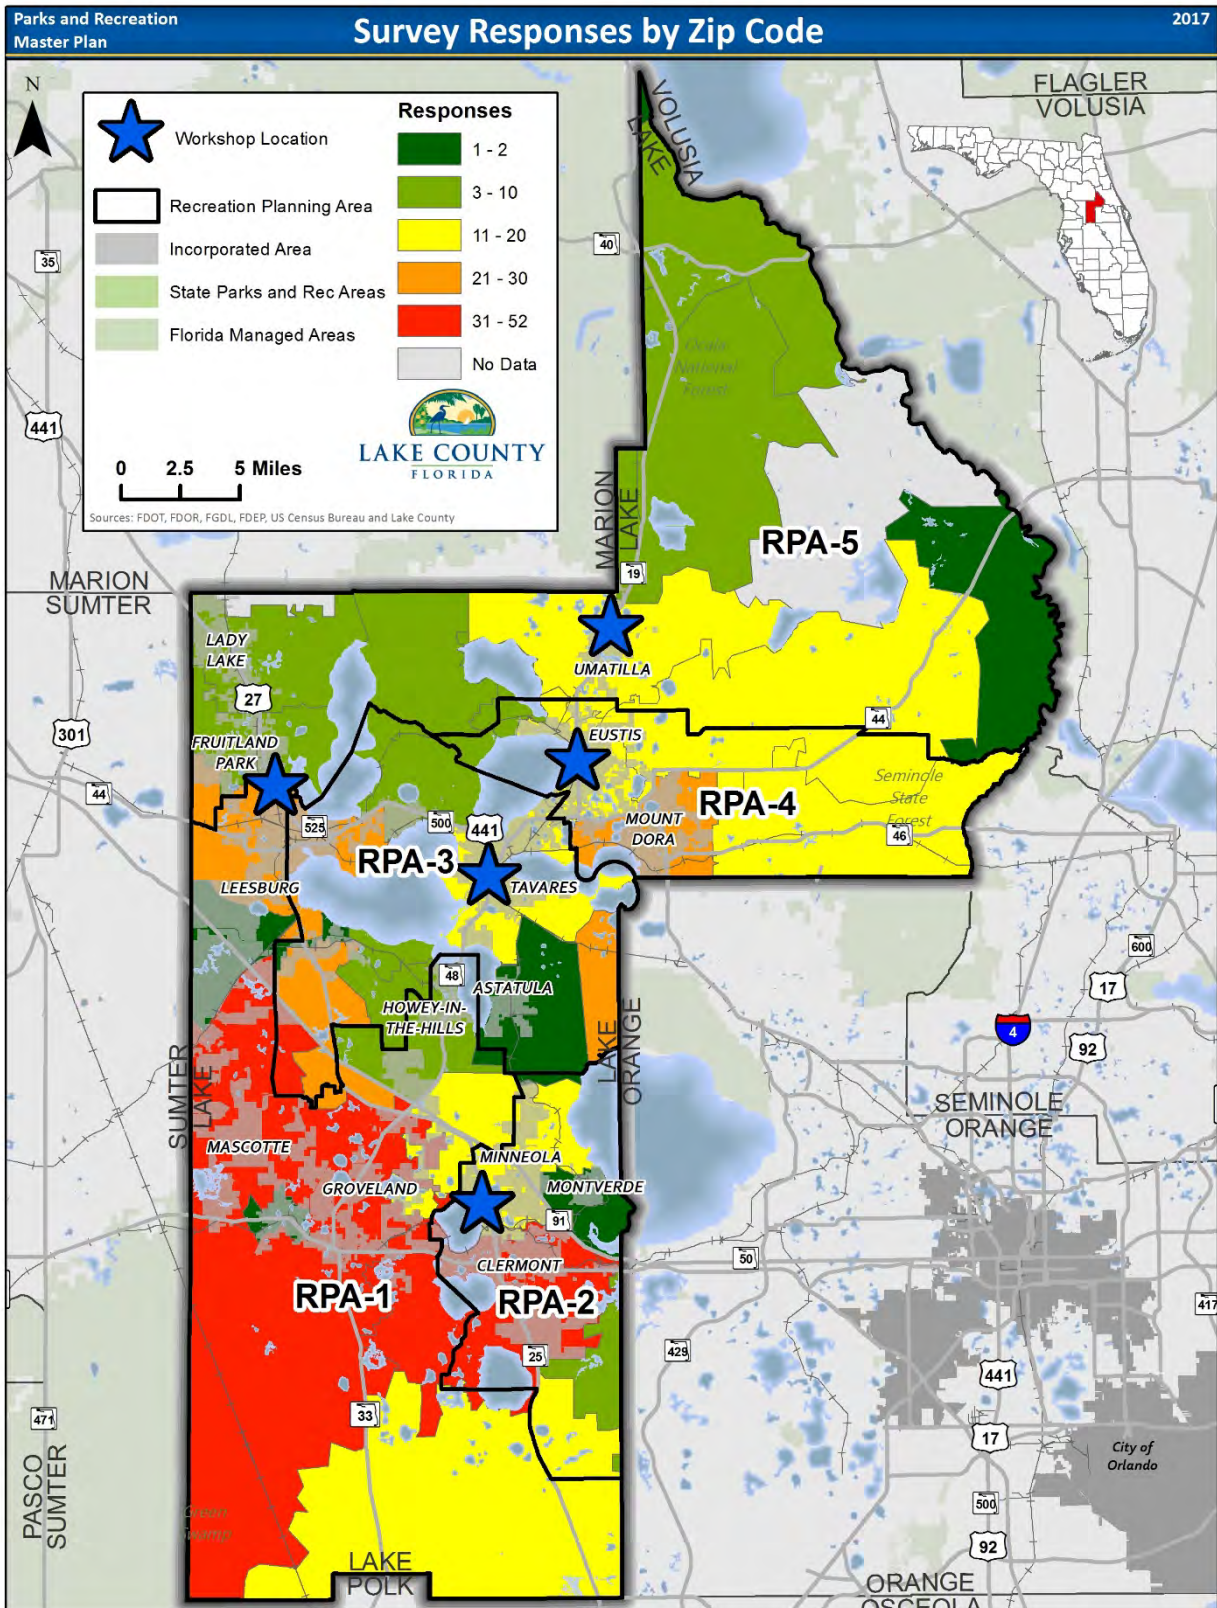 Parks and Recreation
Master Plan
Survey Responses by Zip Code
2017
N
Workshop Location
Recreation Planning Area
Incorporated Area
State Parks and Rec Areas
Florida Managed Areas
Responses
1 - 2
3 - 10
11 - 20
21 - 30
31 - 52
No Data
LAKE COUNTY
FLORIDA
0 2.5 5 Miles
Sources: FDOT, FDOR, FGDL, FDEP, US Census Bureau and Lake County
VOLUSIA
LAKE
FLAGLER
VOLUSIA
35
40
441
Ocala
National
Forest
MARION
LAKE
RPA-5
19
MARION
SUMTER
LADY
LAKE
27
UMATILLA
301
FRUITLAND
PARK
EUSTIS
44
44
Seminole
State
Forest
RPA-4
525
500
441
MOUNT
DORA
46
RPA-3
LEESBURG
TAVARES
600
48
ASTATULA
17
HOWEY-IN-
THE-HILLS
4
92
SUMTER
LAKE
LAKE
ORANGE
SEMINOLE
ORANGE
MASCOTTE
MINNEOLA
GROVELAND
MONTVERDE
91
50
CLERMONT
RPA-1
RPA-2
417
25
429
441
33
471
17
City of
Orlando
PASCO
SUMTER
500
Green
Swamp
92
LAKE
POLK
ORANGE
OSCEOLA